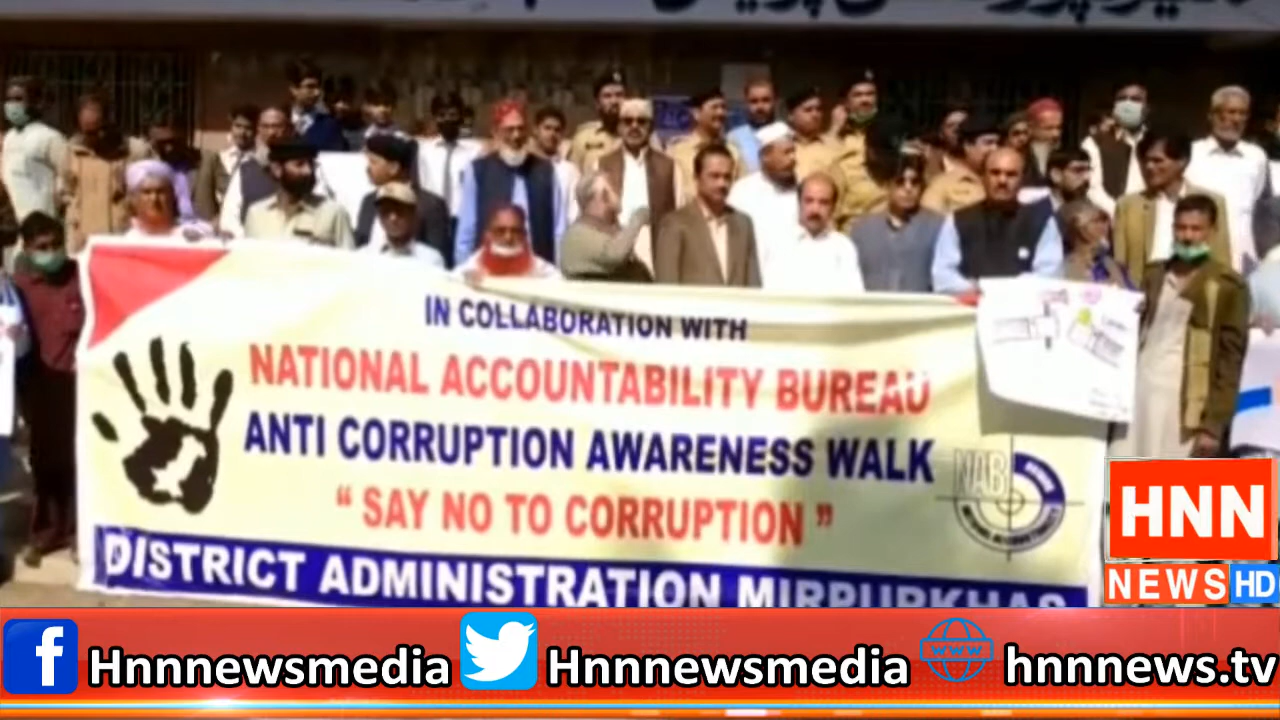 IN COLLABORATION WITH
NATIONAL ACCOUNTABILITY BUREAU
ANTI CORRUPTION AWARENESS WALK
“ SAY NO TO CORRUPTION ”
NAB
DISTRICT ADMINISTRATION MIRPURKHAS
HNN
NEWS HD
f Hnnnewsmedia Hnnnewsmedia www hnnnews.tv